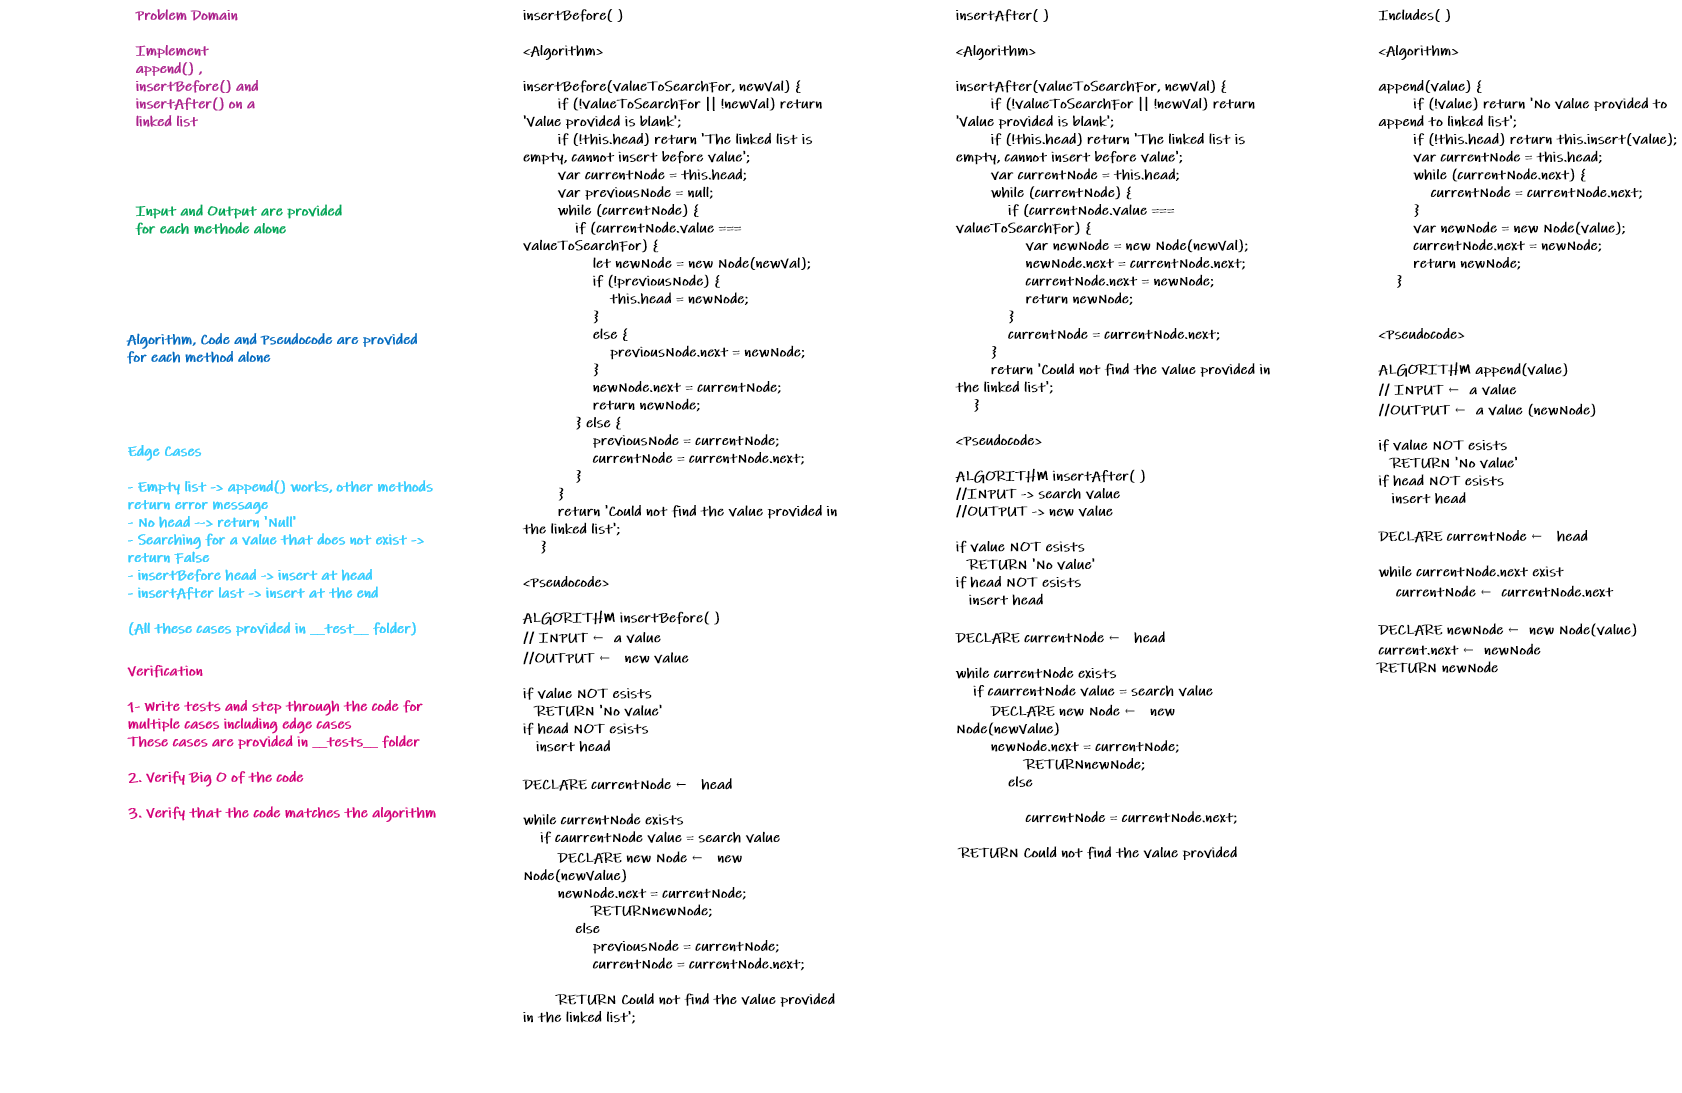 Problem Domain
Implement
append() ,
insertBefore() and
insertAfter() on a
linked list
Input and Output are provided
for each methode alone
Algorithm, Code and Pseudocode are provided
for each method alone
Edge Cases
- Empty list -> append() works, other methods
return error message
- No head --> return 'Null'
- Searching for a value that does not exist ->
return False
- insertBefore head -> insert at head
- insertAfter last -> insert at the end
(All these cases provided in __test__ folder)
Verification
1- Write tests and step through the code for
multiple cases including edge cases
These cases are provided in __tests__ folder
2. Verify Big O of the code
3. Verify that the code matches the algorithm
insertBefore( )
<Algorithm>
insertBefore(valueToSearchFor, newVal) {
if (!valueToSearchFor || !newVal) return
'Value provided is blank';
if (!this.head) return 'The linked list is
empty, cannot insert before value';
var currentNode = this.head;
var previousNode = null;
while (currentNode) {
if (currentNode.value ===
valueToSearchFor) {
let newNode = new Node(newVal);
if (!previousNode) {
this.head = newNode;
}
else {
previousNode.next = newNode;
}
newNode.next = currentNode;
return newNode;
} else {
previousNode = currentNode;
currentNode = currentNode.next;
}
}
return 'Could not find the value provided in
the linked list';
}
<Pseudocode>
ALGORITHM insertBefore( )
// INPUT ← a value
//OUTPUT ← new value
if value NOT esists
RETURN 'No value'
if head NOT esists
insert head
DECLARE currentNode ← head
while currentNode exists
if caurrentNode value = search value
DECLARE new Node ← new
Node(newValue)
newNode.next = currentNode;
RETURNnewNode;
else
previousNode = currentNode;
currentNode = currentNode.next;
RETURN Could not find the value provided
in the linked list';
insertAfter( )
<Algorithm>
insertAfter(valueToSearchFor, newVal) {
if (!valueToSearchFor || !newVal) return
'Value provided is blank';
if (!this.head) return 'The linked list is
empty, cannot insert before value';
var currentNode = this.head;
while (currentNode) {
if (currentNode.value ===
valueToSearchFor) {
var newNode = new Node(newVal);
newNode.next = currentNode.next;
currentNode.next = newNode;
return newNode;
}
currentNode = currentNode.next;
}
return 'Could not find the value provided in
the linked list';
}
<Pseudocode>
ALGORITHM insertAfter( )
//INPUT -> search value
//OUTPUT -> new value
if value NOT esists
RETURN 'No value'
if head NOT esists
insert head
DECLARE currentNode ← head
while currentNode exists
if caurrentNode value = search value
DECLARE new Node ← new
Node(newValue)
newNode.next = currentNode;
RETURNnewNode;
else
currentNode = currentNode.next;
RETURN Could not find the value provided
Includes( )
<Algorithm>
append(value) {
if (!value) return 'No value provided to
append to linked list';
if (!this.head) return this.insert(value);
var currentNode = this.head;
while (currentNode.next) {
currentNode = currentNode.next;
}
var newNode = new Node(value);
currentNode.next = newNode;
return newNode;
}
<Pseudocode>
ALGORITHM append(value)
// INPUT ← a value
//OUTPUT ← a value (newNode)
if value NOT esists
RETURN 'No value'
if head NOT esists
insert head
DECLARE currentNode ← head
while currentNode.next exist
currentNode ← currentNode.next
DECLARE newNode ← new Node(value)
current.next ← newNode
RETURN newNode